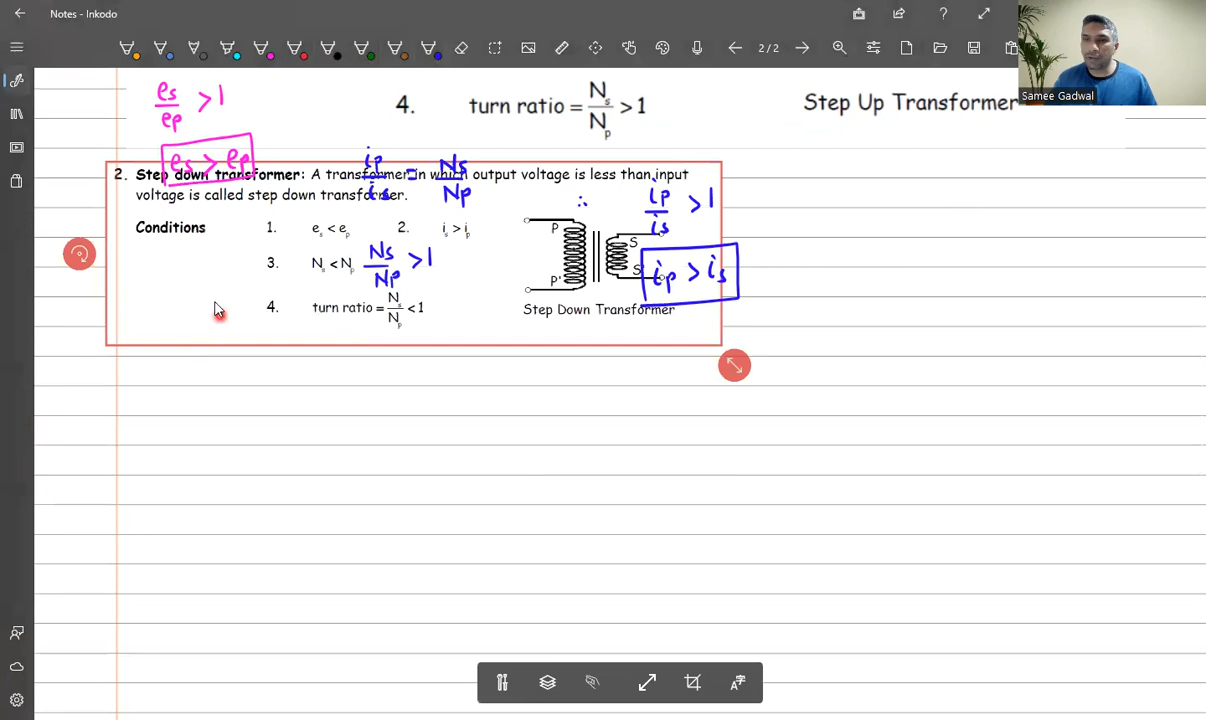 Notes - Inkodo
2 / 2
Samee Gadwal
es/ep > 1
4. turn ratio = Ns/Np > 1
Step Up Transformer
es > ep
2. Step down transformer: A transformer in which output voltage is less than input
voltage is called step down transformer.
ip/is = Ns/Np
∴ ip/is > 1
Conditions 1. es < ep 2. is > ip
P S
3. Ns < Np
Ns/Np > 1
P' S'
ip > is
4. turn ratio = Ns/Np < 1
Step Down Transformer